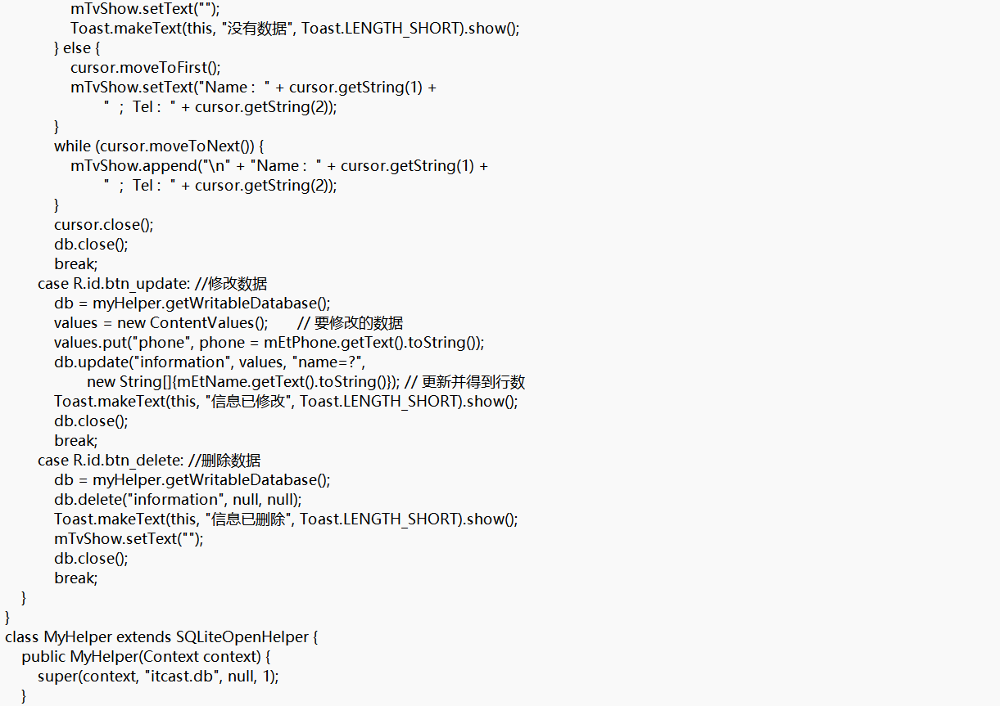 mTvShow.setText("");
Toast.makeText(this, "没有数据", Toast.LENGTH_SHORT).show();
} else {
cursor.moveToFirst();
mTvShow.setText("Name :  " + cursor.getString(1) +
"  ;  Tel :  " + cursor.getString(2));
}
while (cursor.moveToNext()) {
mTvShow.append("\n" + "Name :  " + cursor.getString(1) +
"  ;  Tel :  " + cursor.getString(2));
}
cursor.close();
db.close();
break;
case R.id.btn_update: //修改数据
db = myHelper.getWritableDatabase();
values = new ContentValues();       // 要修改的数据
values.put("phone", phone = mEtPhone.getText().toString());
db.update("information", values, "name=?",
new String[]{mEtName.getText().toString()}); // 更新并得到行数
Toast.makeText(this, "信息已修改", Toast.LENGTH_SHORT).show();
db.close();
break;
case R.id.btn_delete: //删除数据
db = myHelper.getWritableDatabase();
db.delete("information", null, null);
Toast.makeText(this, "信息已删除", Toast.LENGTH_SHORT).show();
mTvShow.setText("");
db.close();
break;
}
}
class MyHelper extends SQLiteOpenHelper {
public MyHelper(Context context) {
super(context, "itcast.db", null, 1);
}